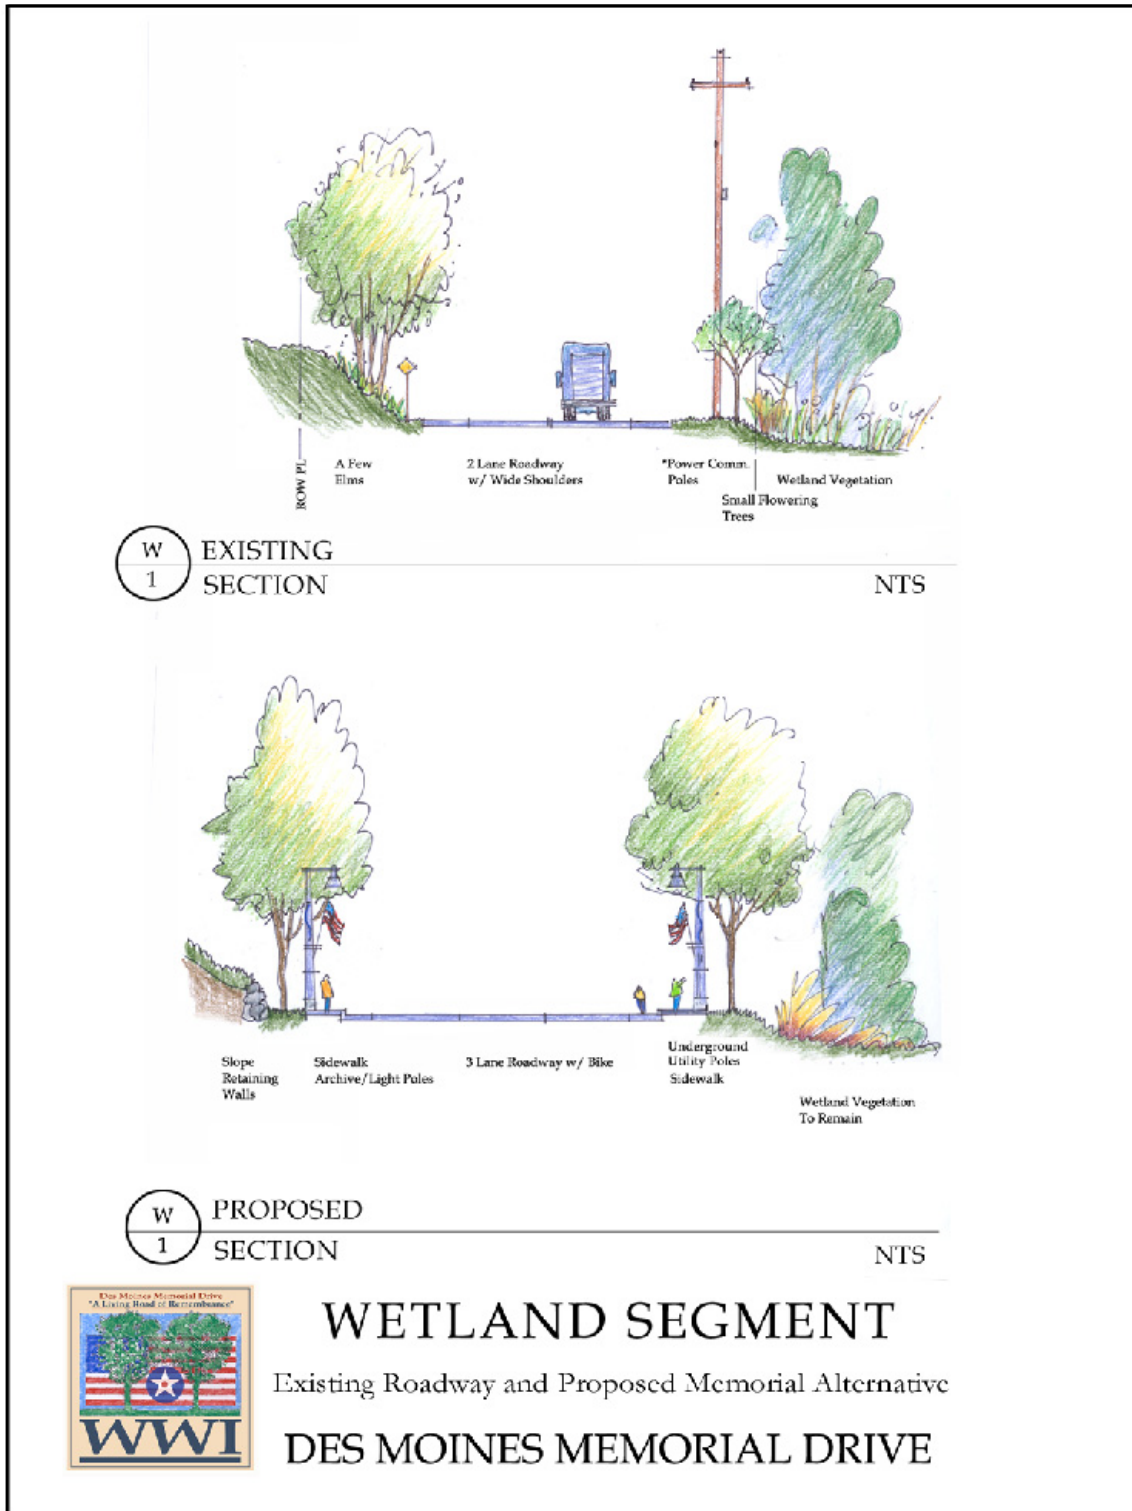 ROW PL
A Few
Elms
2 Lane Roadway
w/ Wide Shoulders
*Power Comm.
Poles
Small Flowering
Trees
Wetland Vegetation
W
1
EXISTING
SECTION
NTS
Slope
Retaining
Walls
Sidewalk
Archive/Light Poles
3 Lane Roadway w/ Bike
Underground
Utility Poles
Sidewalk
Wetland Vegetation
To Remain
W
1
PROPOSED
SECTION
NTS
Des Moines Memorial Drive
"A Living Road of Remembrance"
WWI
WETLAND SEGMENT
Existing Roadway and Proposed Memorial Alternative
DES MOINES MEMORIAL DRIVE